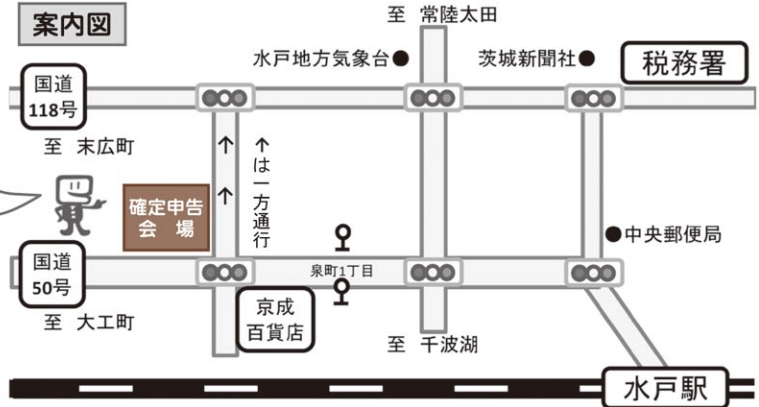 案内図
至 常陸太田
水戸地方気象台●
茨城新聞社●
税務署
国道
118号
至 末広町
↑は一方通行
確定申告
会 場
●中央郵便局
国道
50号
泉町1丁目
至 大工町
京成
百貨店
至 千波湖
水戸駅